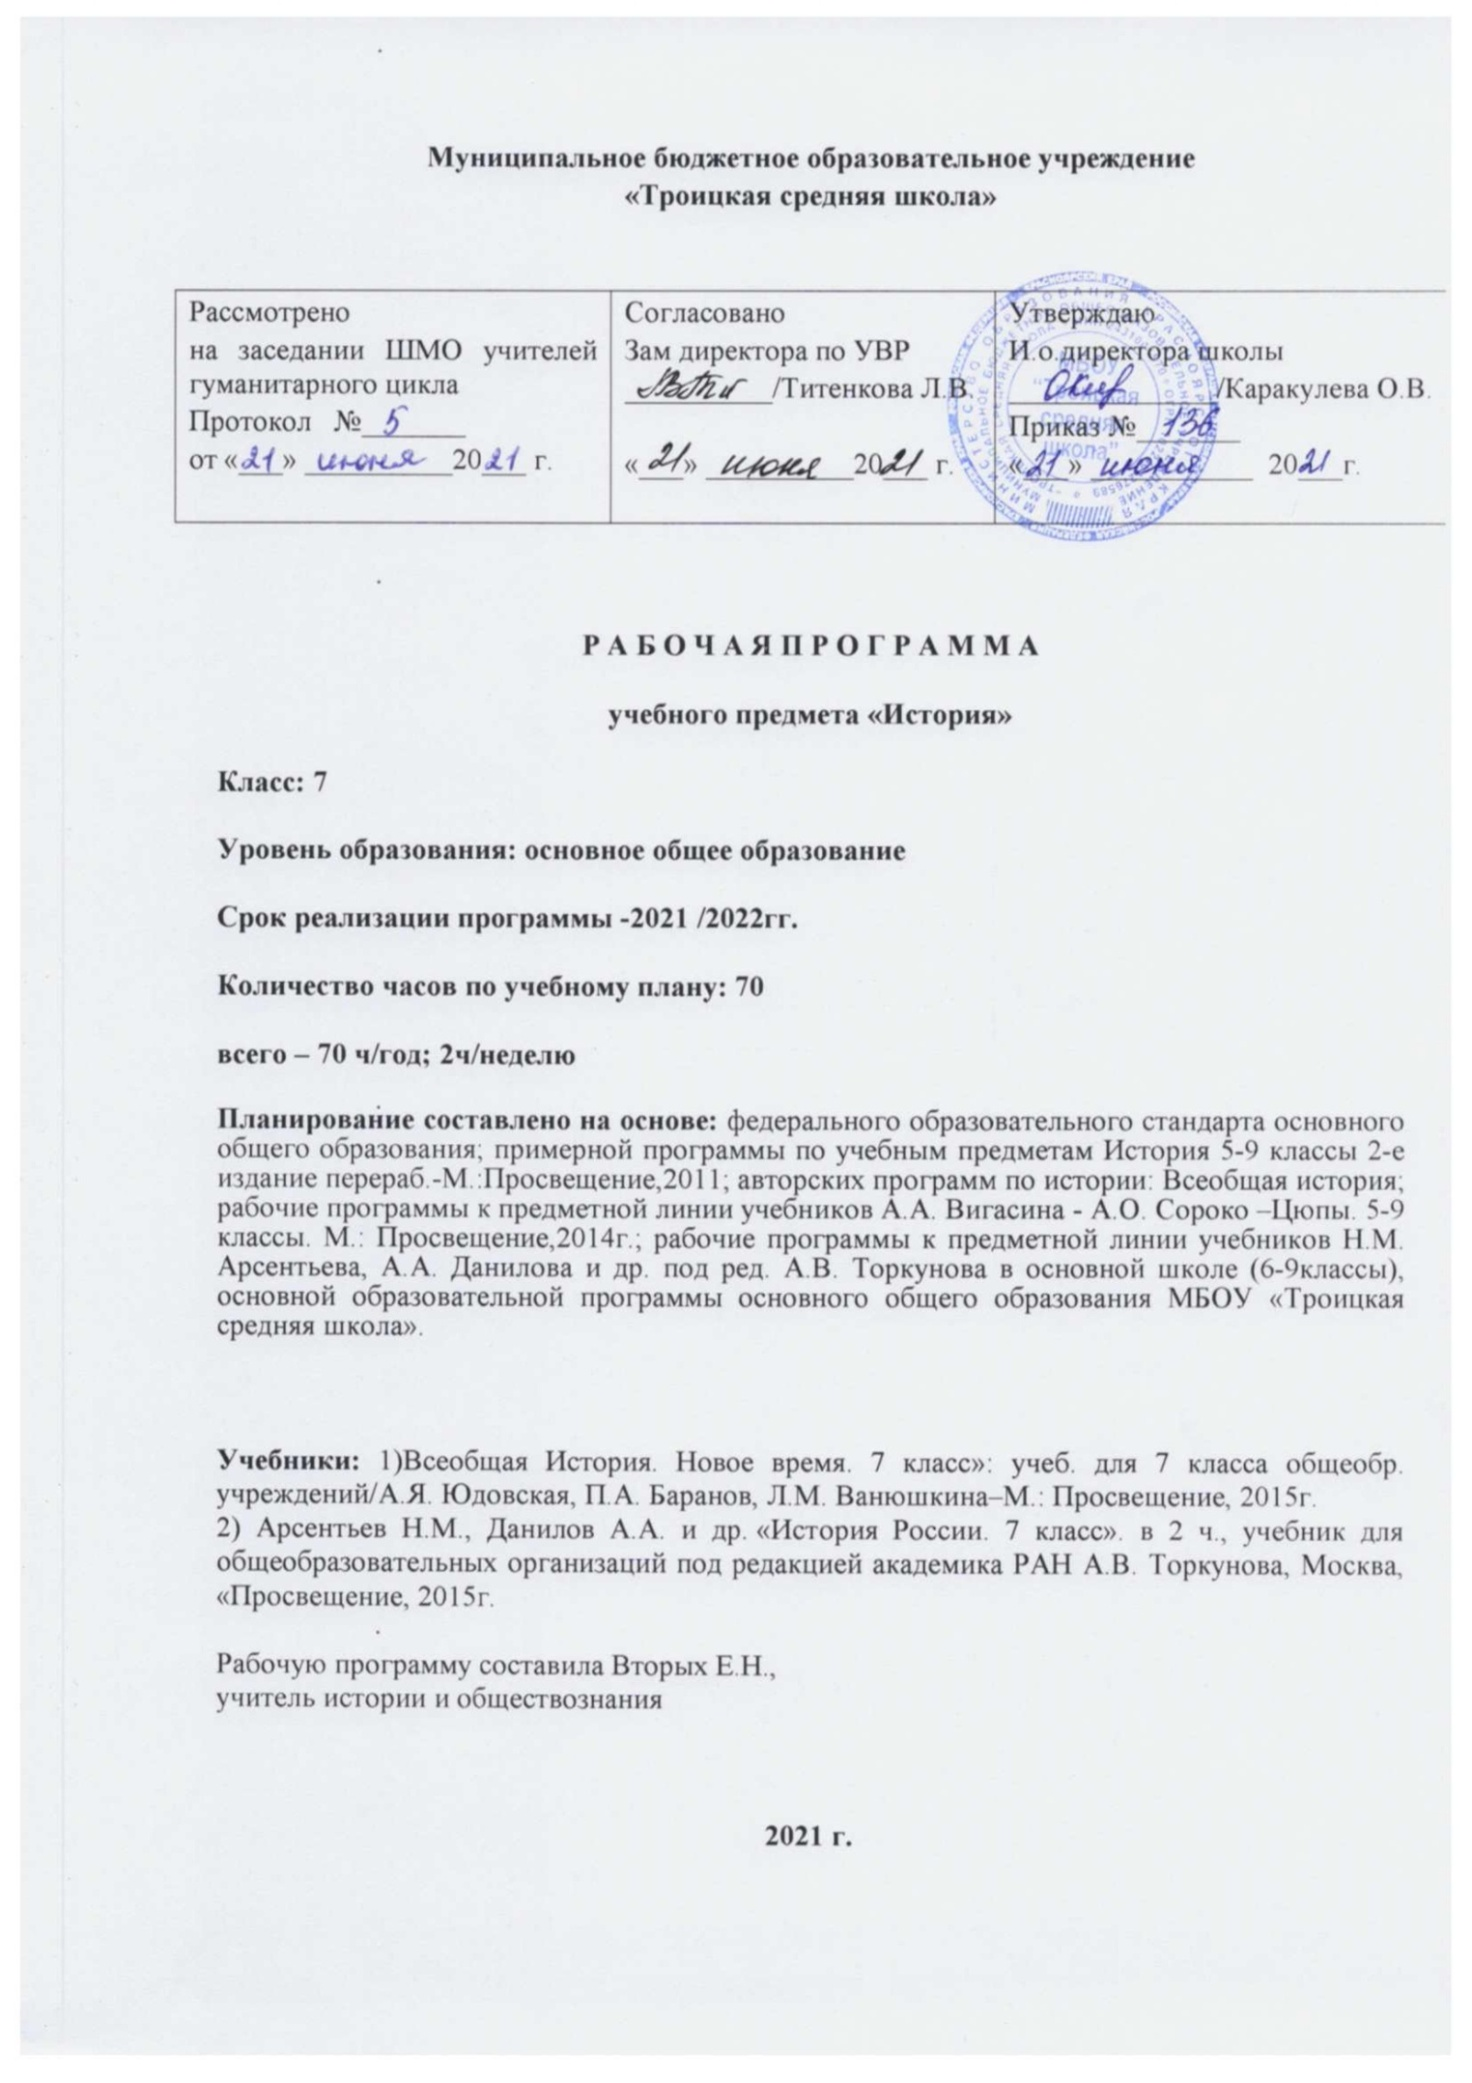 Муниципальное бюджетное образовательное учреждение
«Троицкая средняя школа»
Рассмотрено
на заседании ШМО учителей
гуманитарного цикла
Протокол №5
от «21» июня 2021 г.
Согласовано
Зам директора по УВР
/Титенкова Л.В.
«21» июня 2021 г.
Утверждаю
И.о.директора школы
/Каракулева О.В.
Приказ № 136
«21» июня 2021 г.
МБОУ
"Троицкая
средняя
школа"
Р А Б О Ч А Я П Р О Г Р А М М А
учебного предмета «История»
Класс: 7
Уровень образования: основное общее образование
Срок реализации программы -2021 /2022гг.
Количество часов по учебному плану: 70
всего – 70 ч/год; 2ч/неделю
Планирование составлено на основе: федерального образовательного стандарта основного
общего образования; примерной программы по учебным предметам История 5-9 классы 2-е
издание перераб.-М.:Просвещение,2011; авторских программ по истории: Всеобщая история;
рабочие программы к предметной линии учебников А.А. Вигасина - А.О. Сороко –Цюпы. 5-9
классы. М.: Просвещение,2014г.; рабочие программы к предметной линии учебников Н.М.
Арсентьева, А.А. Данилова и др. под ред. А.В. Торкунова в основной школе (6-9классы),
основной образовательной программы основного общего образования МБОУ «Троицкая
средняя школа».
Учебники: 1)Всеобщая История. Новое время. 7 класс»: учеб. для 7 класса общеобр.
учреждений/А.Я. Юдовская, П.А. Баранов, Л.М. Ванюшкина–М.: Просвещение, 2015г.
2) Арсентьев Н.М., Данилов А.А. и др. «История России. 7 класс». в 2 ч., учебник для
общеобразовательных организаций под редакцией академика РАН А.В. Торкунова, Москва,
«Просвещение, 2015г.
Рабочую программу составила Вторых Е.Н.,
учитель истории и обществознания
2021 г.